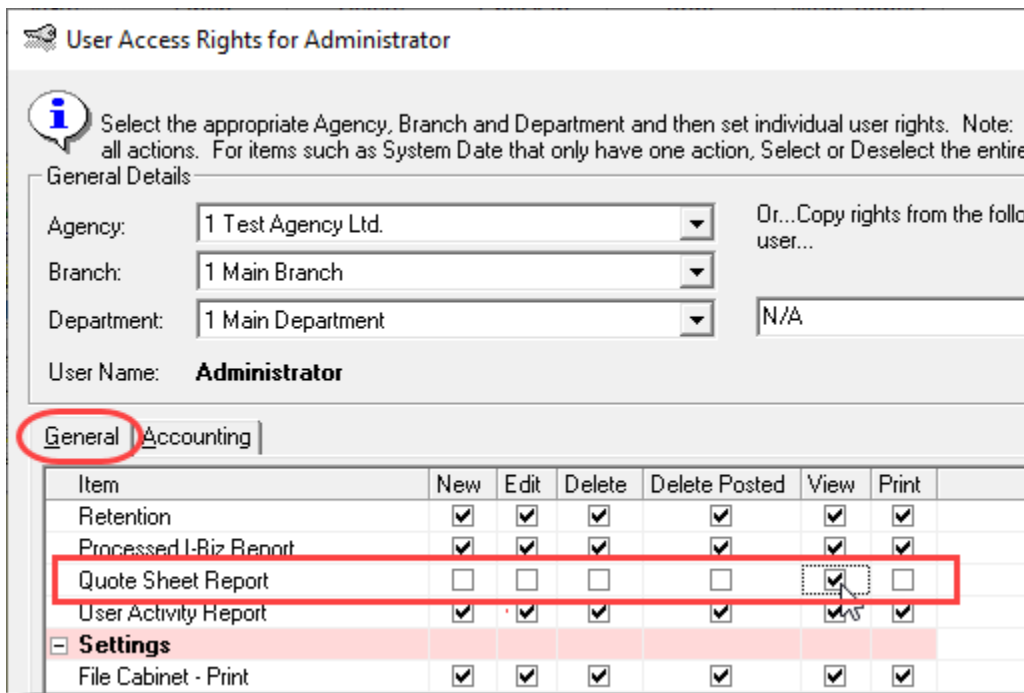 User Access Rights for Administrator
Select the appropriate Agency, Branch and Department and then set individual user rights. Note:
all actions. For items such as System Date that only have one action, Select or Deselect the entire
General Details
Agency: 1 Test Agency Ltd.
Or...Copy rights from the
user...
Branch: 1 Main Branch
Department: 1 Main Department
N/A
User Name: Administrator
General Accounting
Item New Edit Delete Delete Posted View Print
Retention
Processed I-Biz Report
Quote Sheet Report
User Activity Report
Settings
File Cabinet - Print